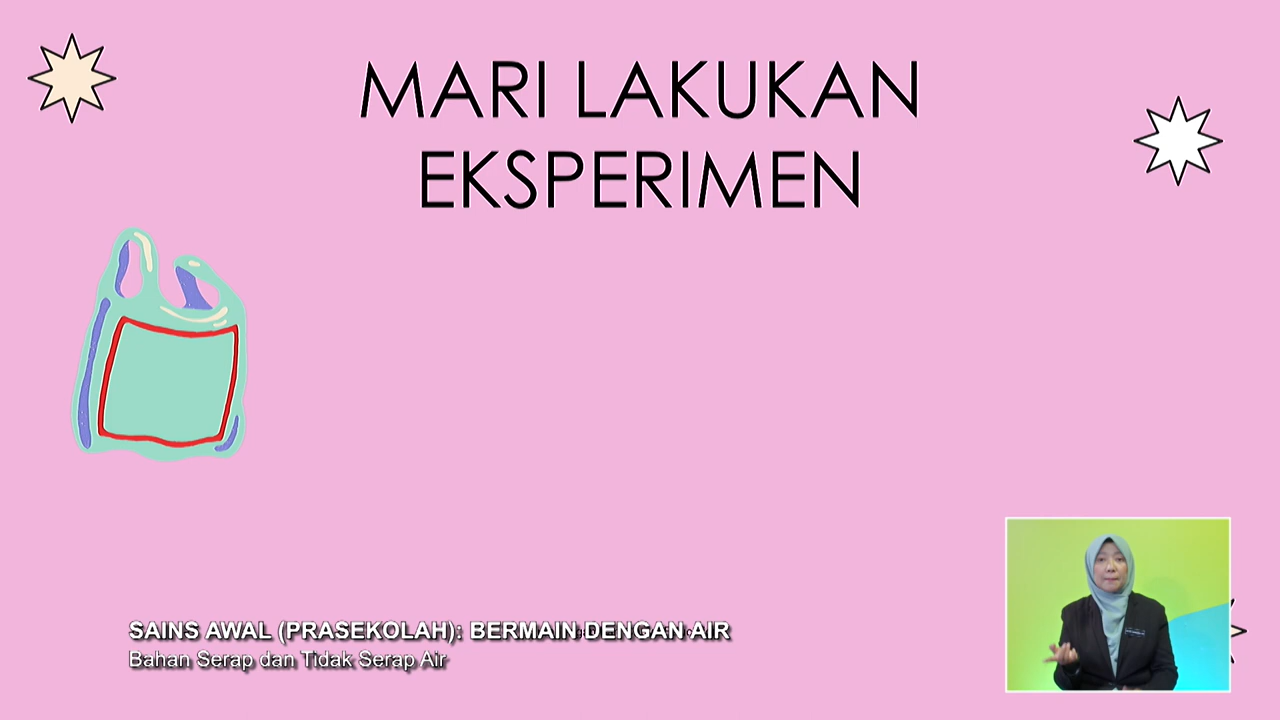 MARI LAKUKAN
EKSPERIMEN
SAINS AWAL (PRASEKOLAH): BERMAIN DENGAN AIR
Bahan Serap dan Tidak Serap Air